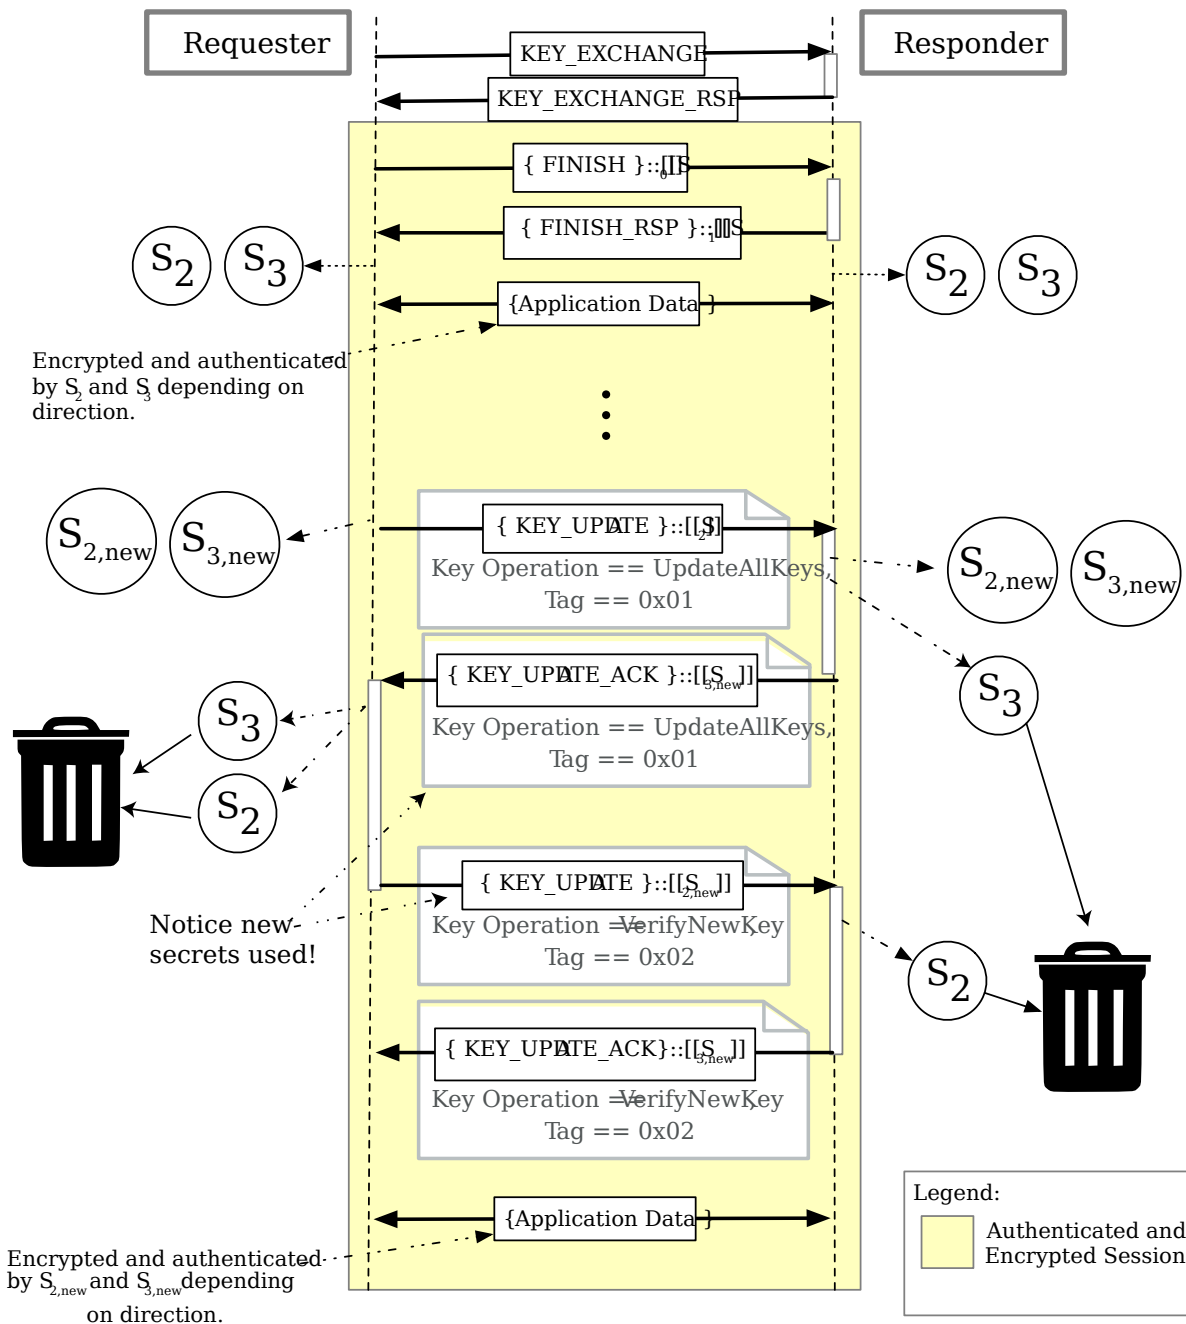 Requester
Responder
KEY_EXCHANGE
KEY_EXCHANGE_RSP
{ FINISH }::[[S0]]
{ FINISH_RSP }::[[S1]]
S2
S3
S2
S3
{Application Data }
Encrypted and authenticated
by S2 and S3 depending on
direction.
{ KEY_UPDATE }::[[S2]]
Key Operation == UpdateAllKeys,
Tag == 0x01
S2,new
S3,new
S2,new
S3,new
{ KEY_UPDATE_ACK }::[[S3,new]]
Key Operation == UpdateAllKeys,
Tag == 0x01
S3
S3
S2
{ KEY_UPDATE }::[[S2,new]]
Key Operation == VerifyNewKey,
Tag == 0x02
Notice new
secrets used!
S2
{ KEY_UPDATE_ACK}::[[S3,new]]
Key Operation == VerifyNewKey,
Tag == 0x02
{Application Data }
Encrypted and authenticated
by S2,new and S3,new depending
on direction.
Legend:
Authenticated and
Encrypted Session